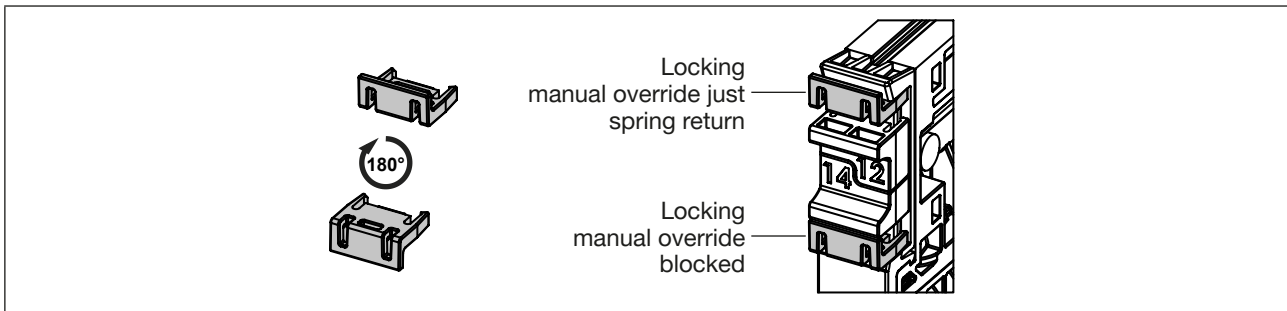 Locking
manual override just
spring return
180°
14 12
Locking
manual override
blocked